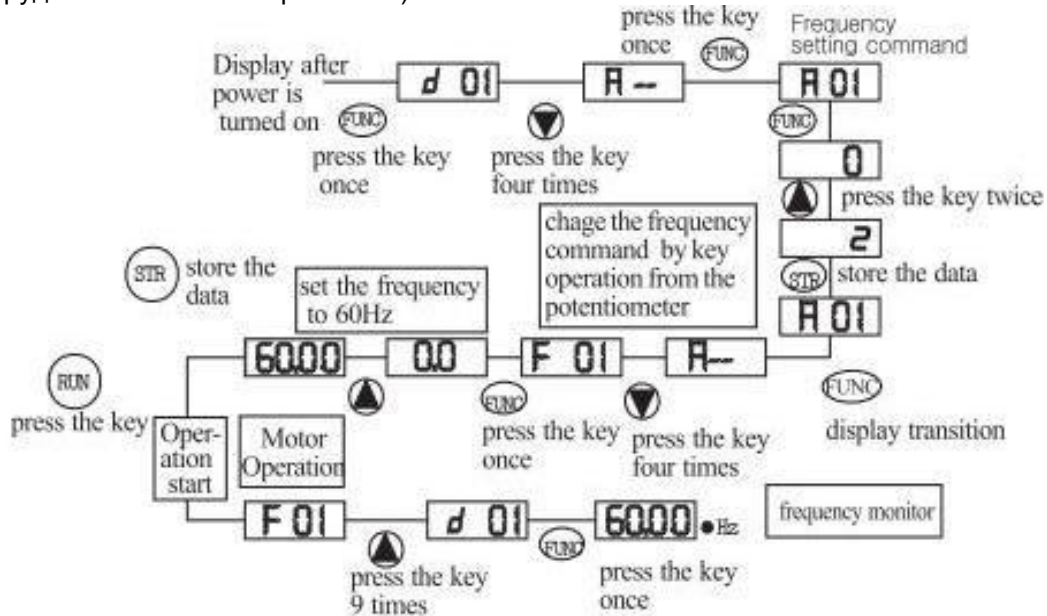 press the key
once
FUNC
Frequency
setting command
Display after
power is
turned on
d 01
A --
A 01
FUNC
press the key
once
press the key
four times
FUNC
0
press the key twice
2
STR
store the data
A 01
chage the frequency
command by key
operation from the
potentiometer
STR
store the
data
set the frequency
to 60Hz
60.00
0.0
F 01
A--
FUNC
display transition
RUN
press the key
FUNC
press the key
once
press the key
four times
Oper-
ation
start
Motor
Operation
F 01
d 01
60.00
Hz
frequency monitor
press the key
9 times
FUNC
press the key
once